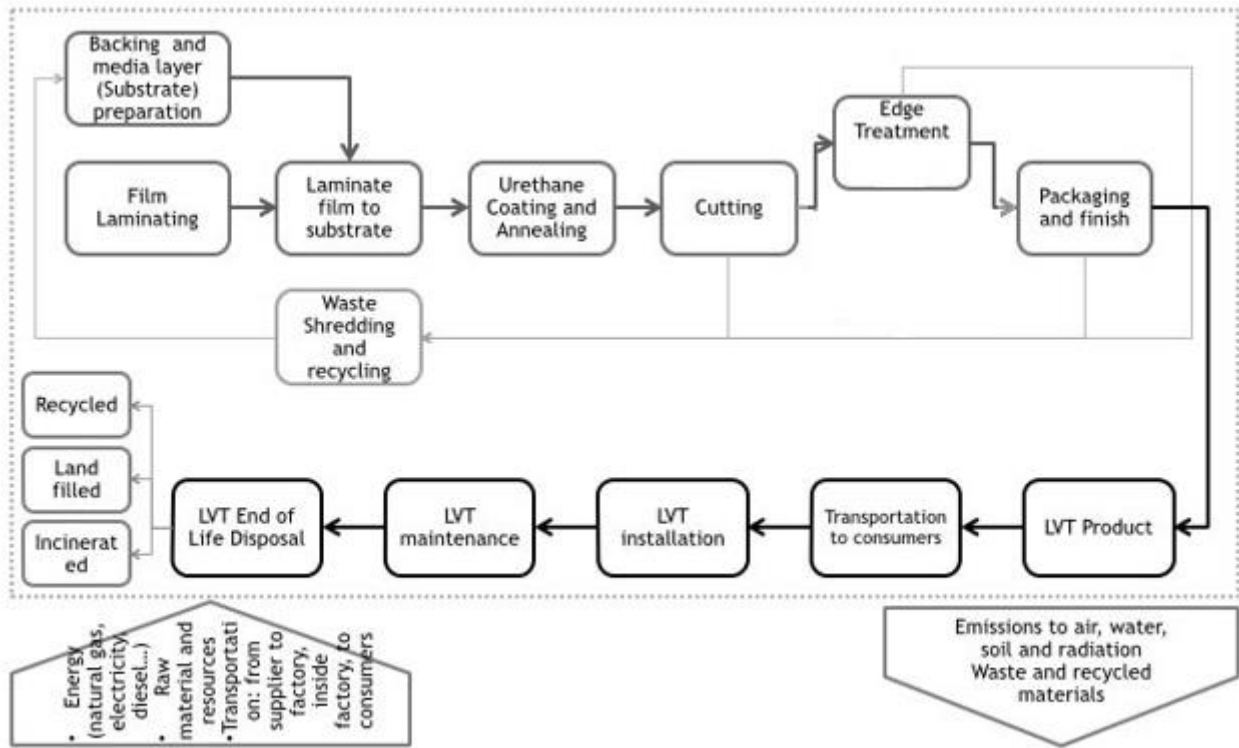 Backing and
media layer
(Substrate)
preparation
Edge
Treatment
Film
Laminating
Laminate
film to
substrate
Urethane
Coating and
Annealing
Cutting
Packaging
and finish
Waste
Shredding
and
recycling
Recycled
Land
filled
Incinerat
ed
LVT End of
Life Disposal
LVT
maintenance
LVT
installation
Transportation
to consumers
LVT Product
• Energy
(natural gas,
electricity,
diesel...)
• Raw
material and
resources
•Transportati
on: from
supplier to
factory,
inside
factory, to
consumers
Emissions to air, water,
soil and radiation
Waste and recycled
materials